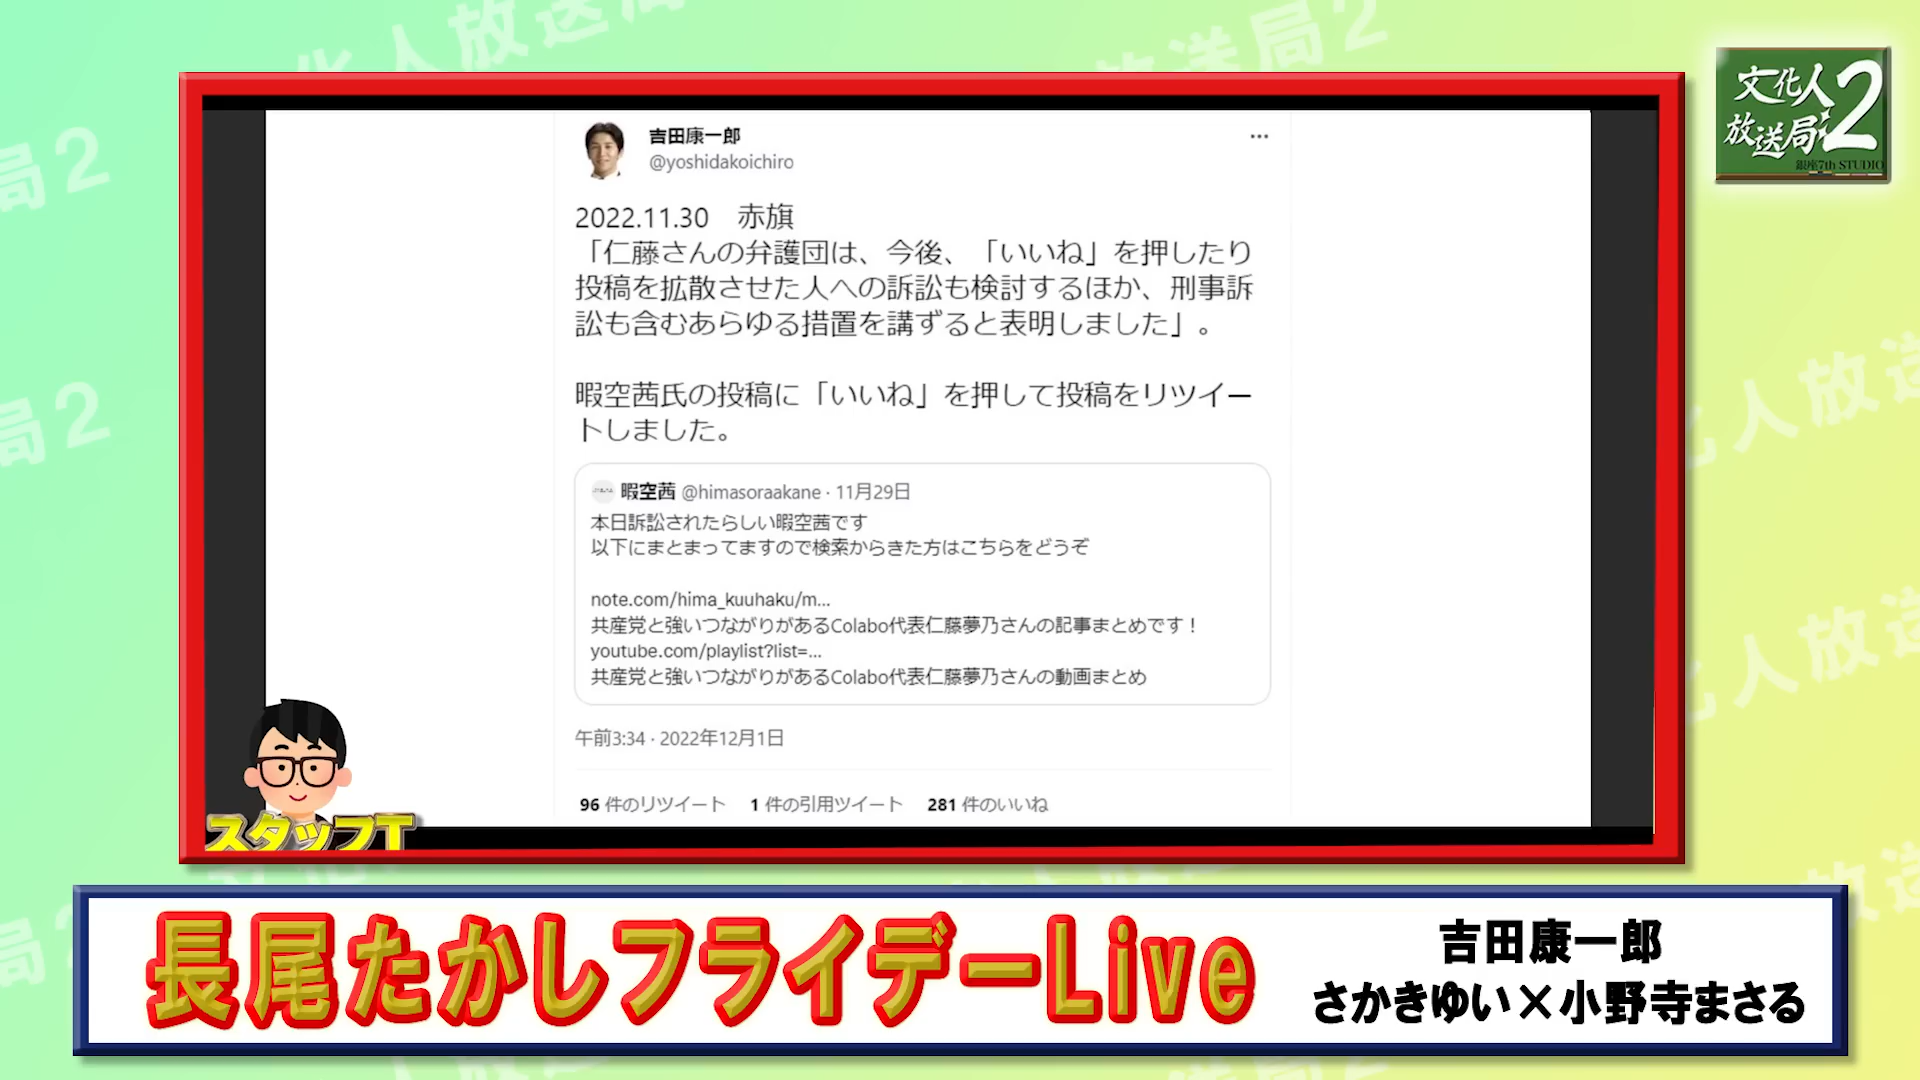 文化人
放送局 2
銀座7th STUDIO
吉田康一郎
@yoshidakoichiro
2022.11.30　赤旗
「仁藤さんの弁護団は、今後、「いいね」を押したり
投稿を拡散させた人への訴訟も検討するほか、刑事訴
訟も含むあらゆる措置を講ずると表明しました」。
暇空茜氏の投稿に「いいね」を押して投稿をリツイー
トしました。
暇空茜 @himasoraakane · 11月29日
本日訴訟されたらしい暇空茜です
以下にまとまってますので検索からきた方はこちらをどうぞ
note.com/hima_kuuhaku/m...
共産党と強いつながりがあるColabo代表仁藤夢乃さんの記事まとめです！
youtube.com/playlist?list=...
共産党と強いつながりがあるColabo代表仁藤夢乃さんの動画まとめ
午前3:34 · 2022年12月1日
96 件のリツイート 1 件の引用ツイート 281 件のいいね
スタッフT
長尾たかしフライデーLive
吉田康一郎
さかきゆい×小野寺まさる